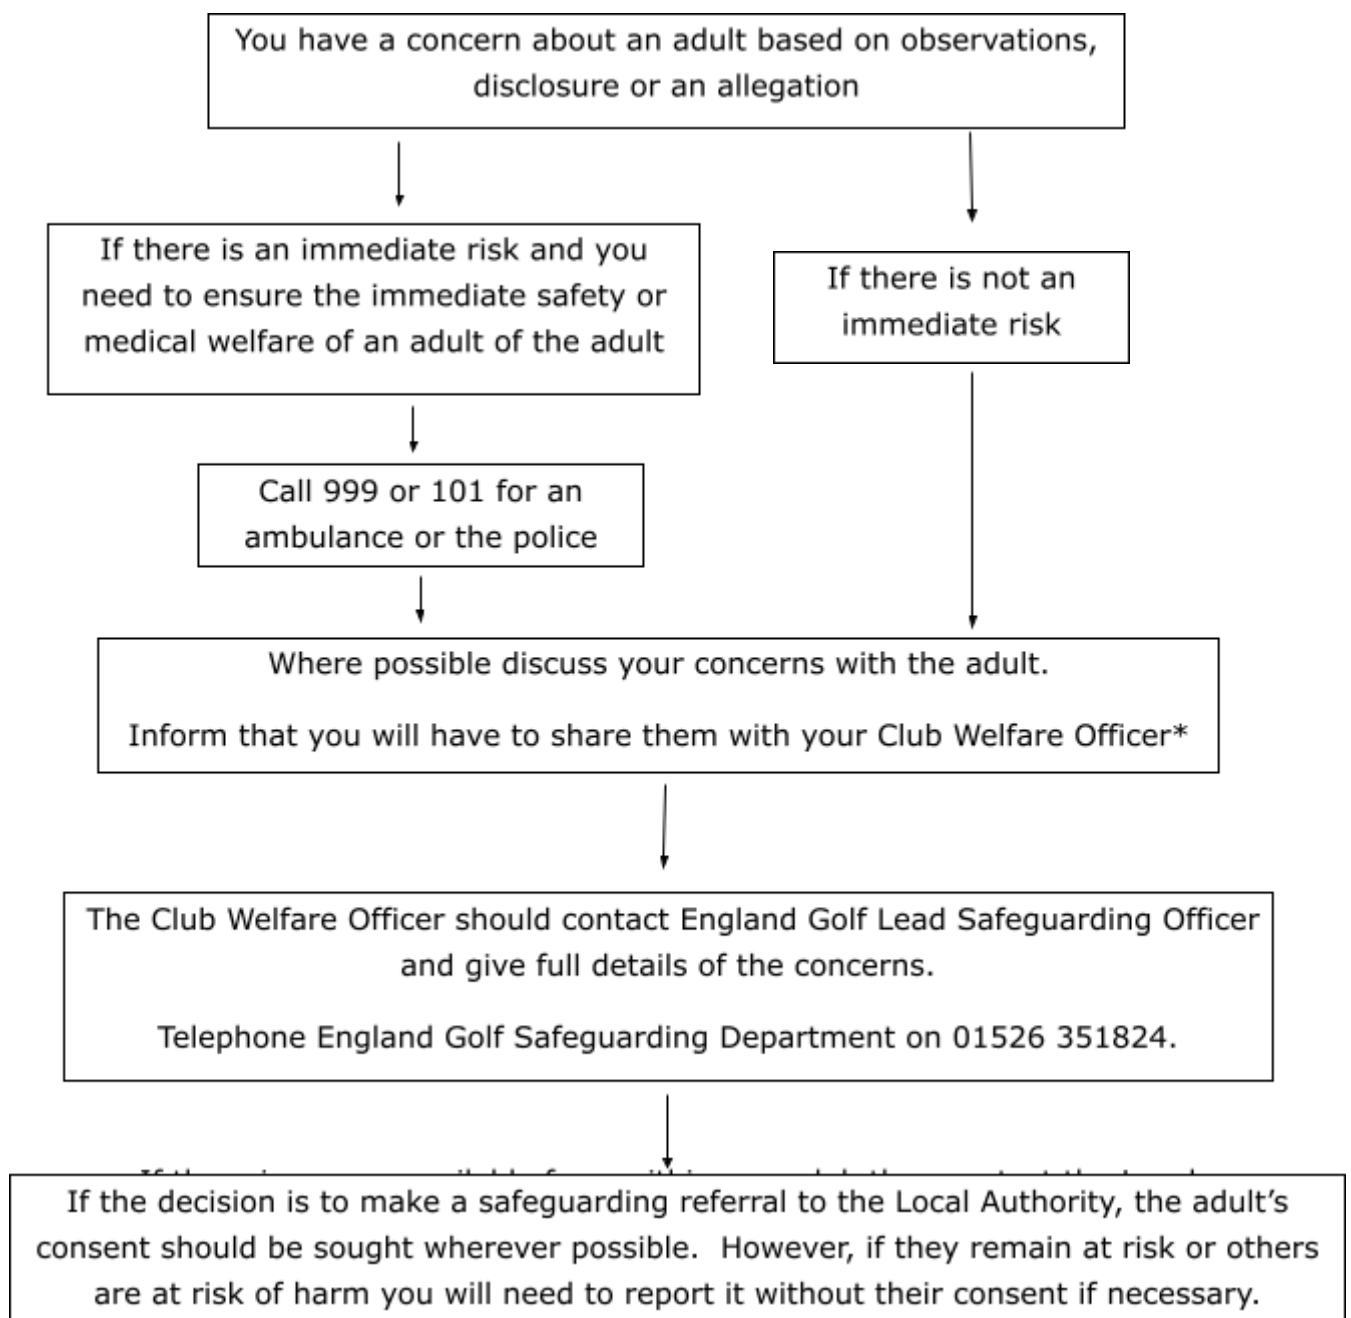 You have a concern about an adult based on observations,
disclosure or an allegation
If there is an immediate risk and you
need to ensure the immediate safety or
medical welfare of an adult of the adult
If there is not an
immediate risk
Call 999 or 101 for an
ambulance or the police
Where possible discuss your concerns with the adult.
Inform that you will have to share them with your Club Welfare Officer*
The Club Welfare Officer should contact England Golf Lead Safeguarding Officer
and give full details of the concerns.
Telephone England Golf Safeguarding Department on 01526 351824.
If the decision is to make a safeguarding referral to the Local Authority, the adult’s
consent should be sought wherever possible.  However, if they remain at risk or others
are at risk of harm you will need to report it without their consent if necessary.